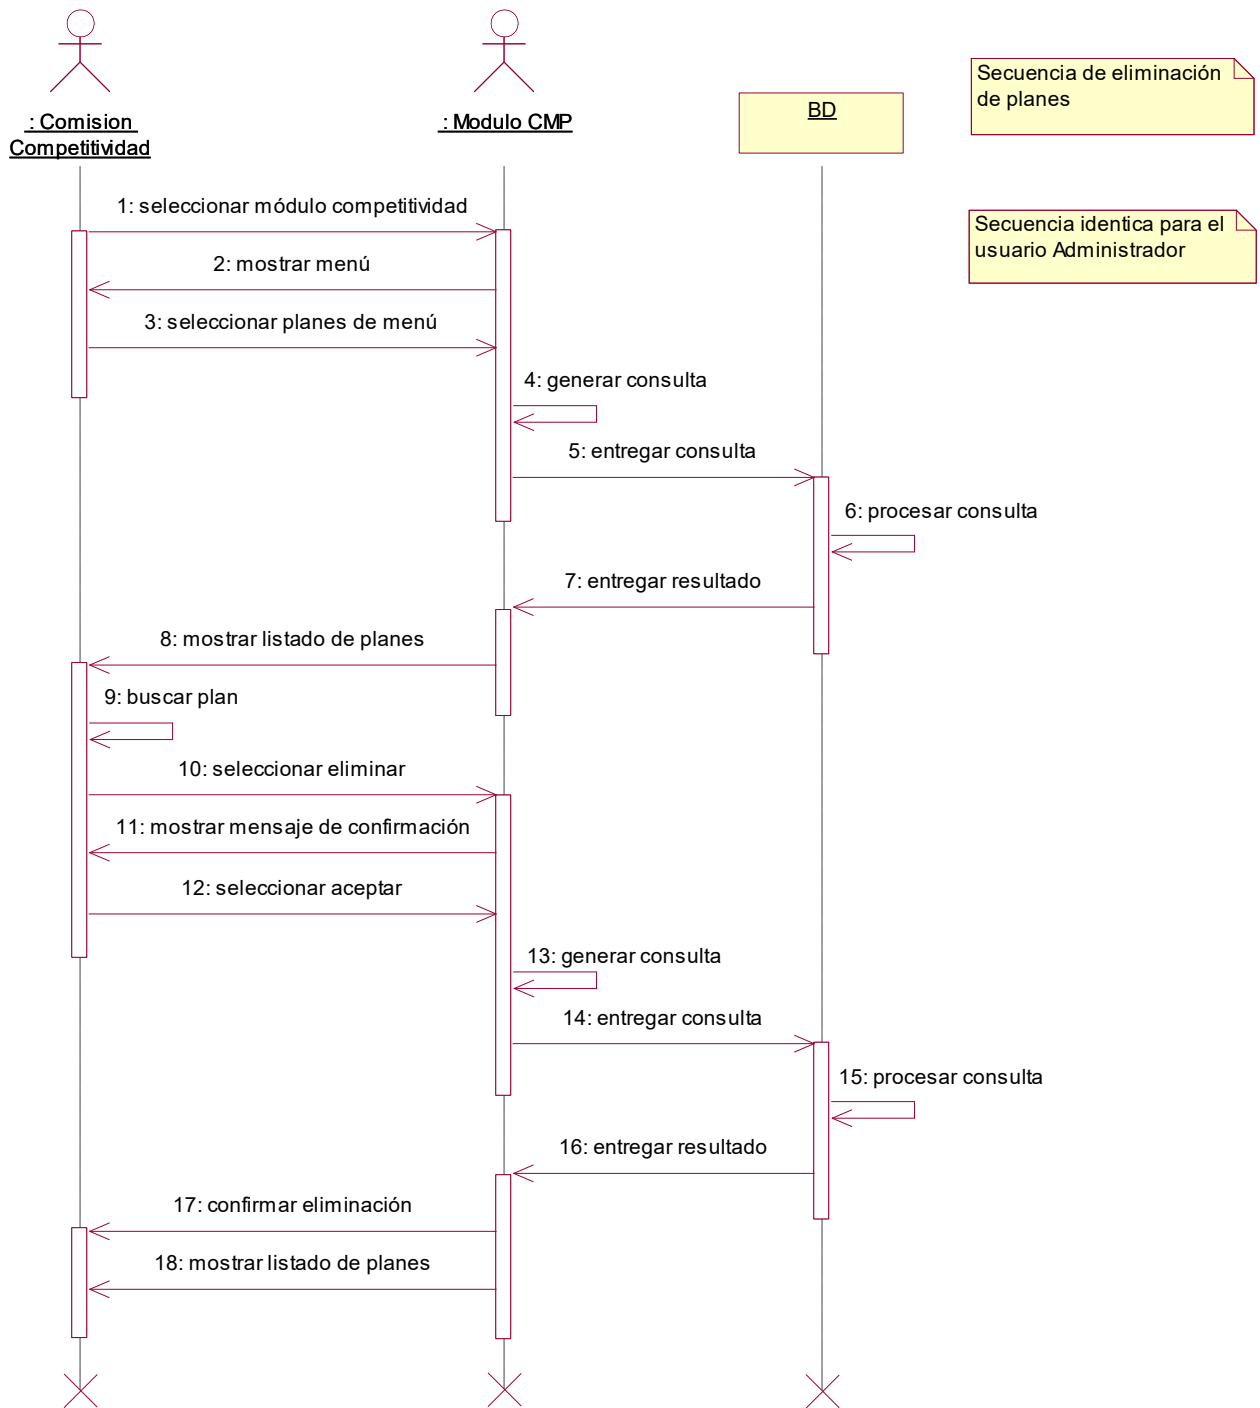 : Comision
Competitividad
: Modulo CMP
BD
Secuencia de eliminación
de planes
Secuencia identica para el
usuario Administrador
1: seleccionar módulo competitividad
2: mostrar menú
3: seleccionar planes de menú
4: generar consulta
5: entregar consulta
6: procesar consulta
7: entregar resultado
8: mostrar listado de planes
9: buscar plan
10: seleccionar eliminar
11: mostrar mensaje de confirmación
12: seleccionar aceptar
13: generar consulta
14: entregar consulta
15: procesar consulta
16: entregar resultado
17: confirmar eliminación
18: mostrar listado de planes